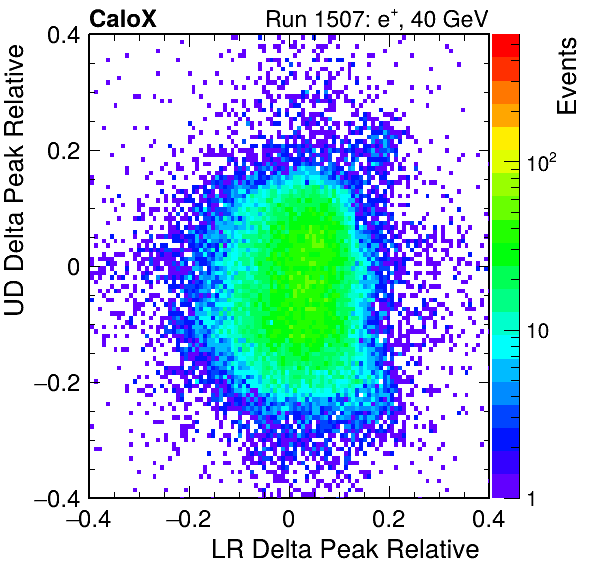 CaloX Run 1507: e⁺, 40 GeV
Events
UD Delta Peak Relative
0.4
0.2
0
−0.2
−0.4
10²
10
1
−0.4 −0.2 0 0.2 0.4
LR Delta Peak Relative